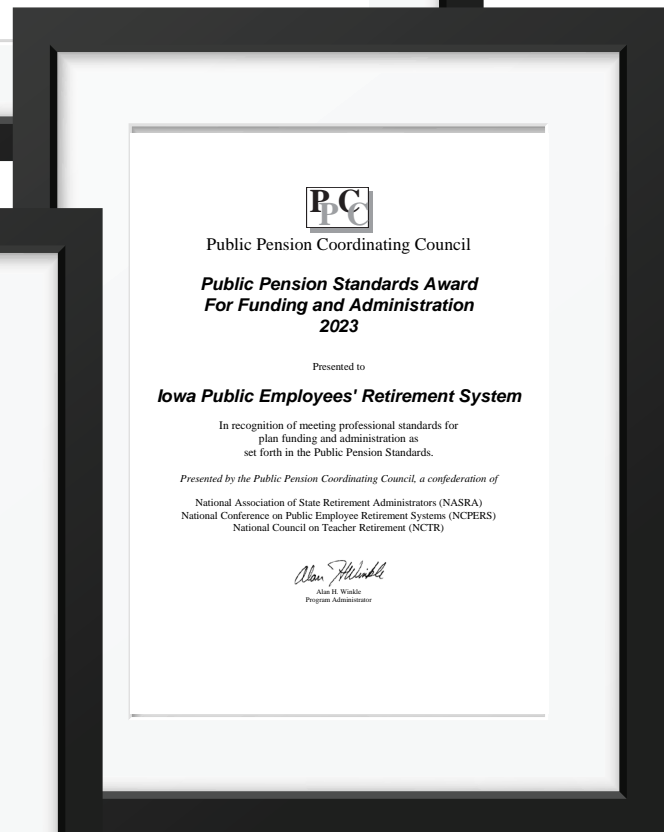 PPCC
Public Pension Coordinating Council
Public Pension Standards Award
For Funding and Administration
2023
Presented to
Iowa Public Employees' Retirement System
In recognition of meeting professional standards for
plan funding and administration as
set forth in the Public Pension Standards.
Presented by the Public Pension Coordinating Council, a confederation of
National Association of State Retirement Administrators (NASRA)
National Conference on Public Employee Retirement Systems (NCPERS)
National Council on Teacher Retirement (NCTR)
Alan H Winkle
Alan H. Winkle
Program Administrator